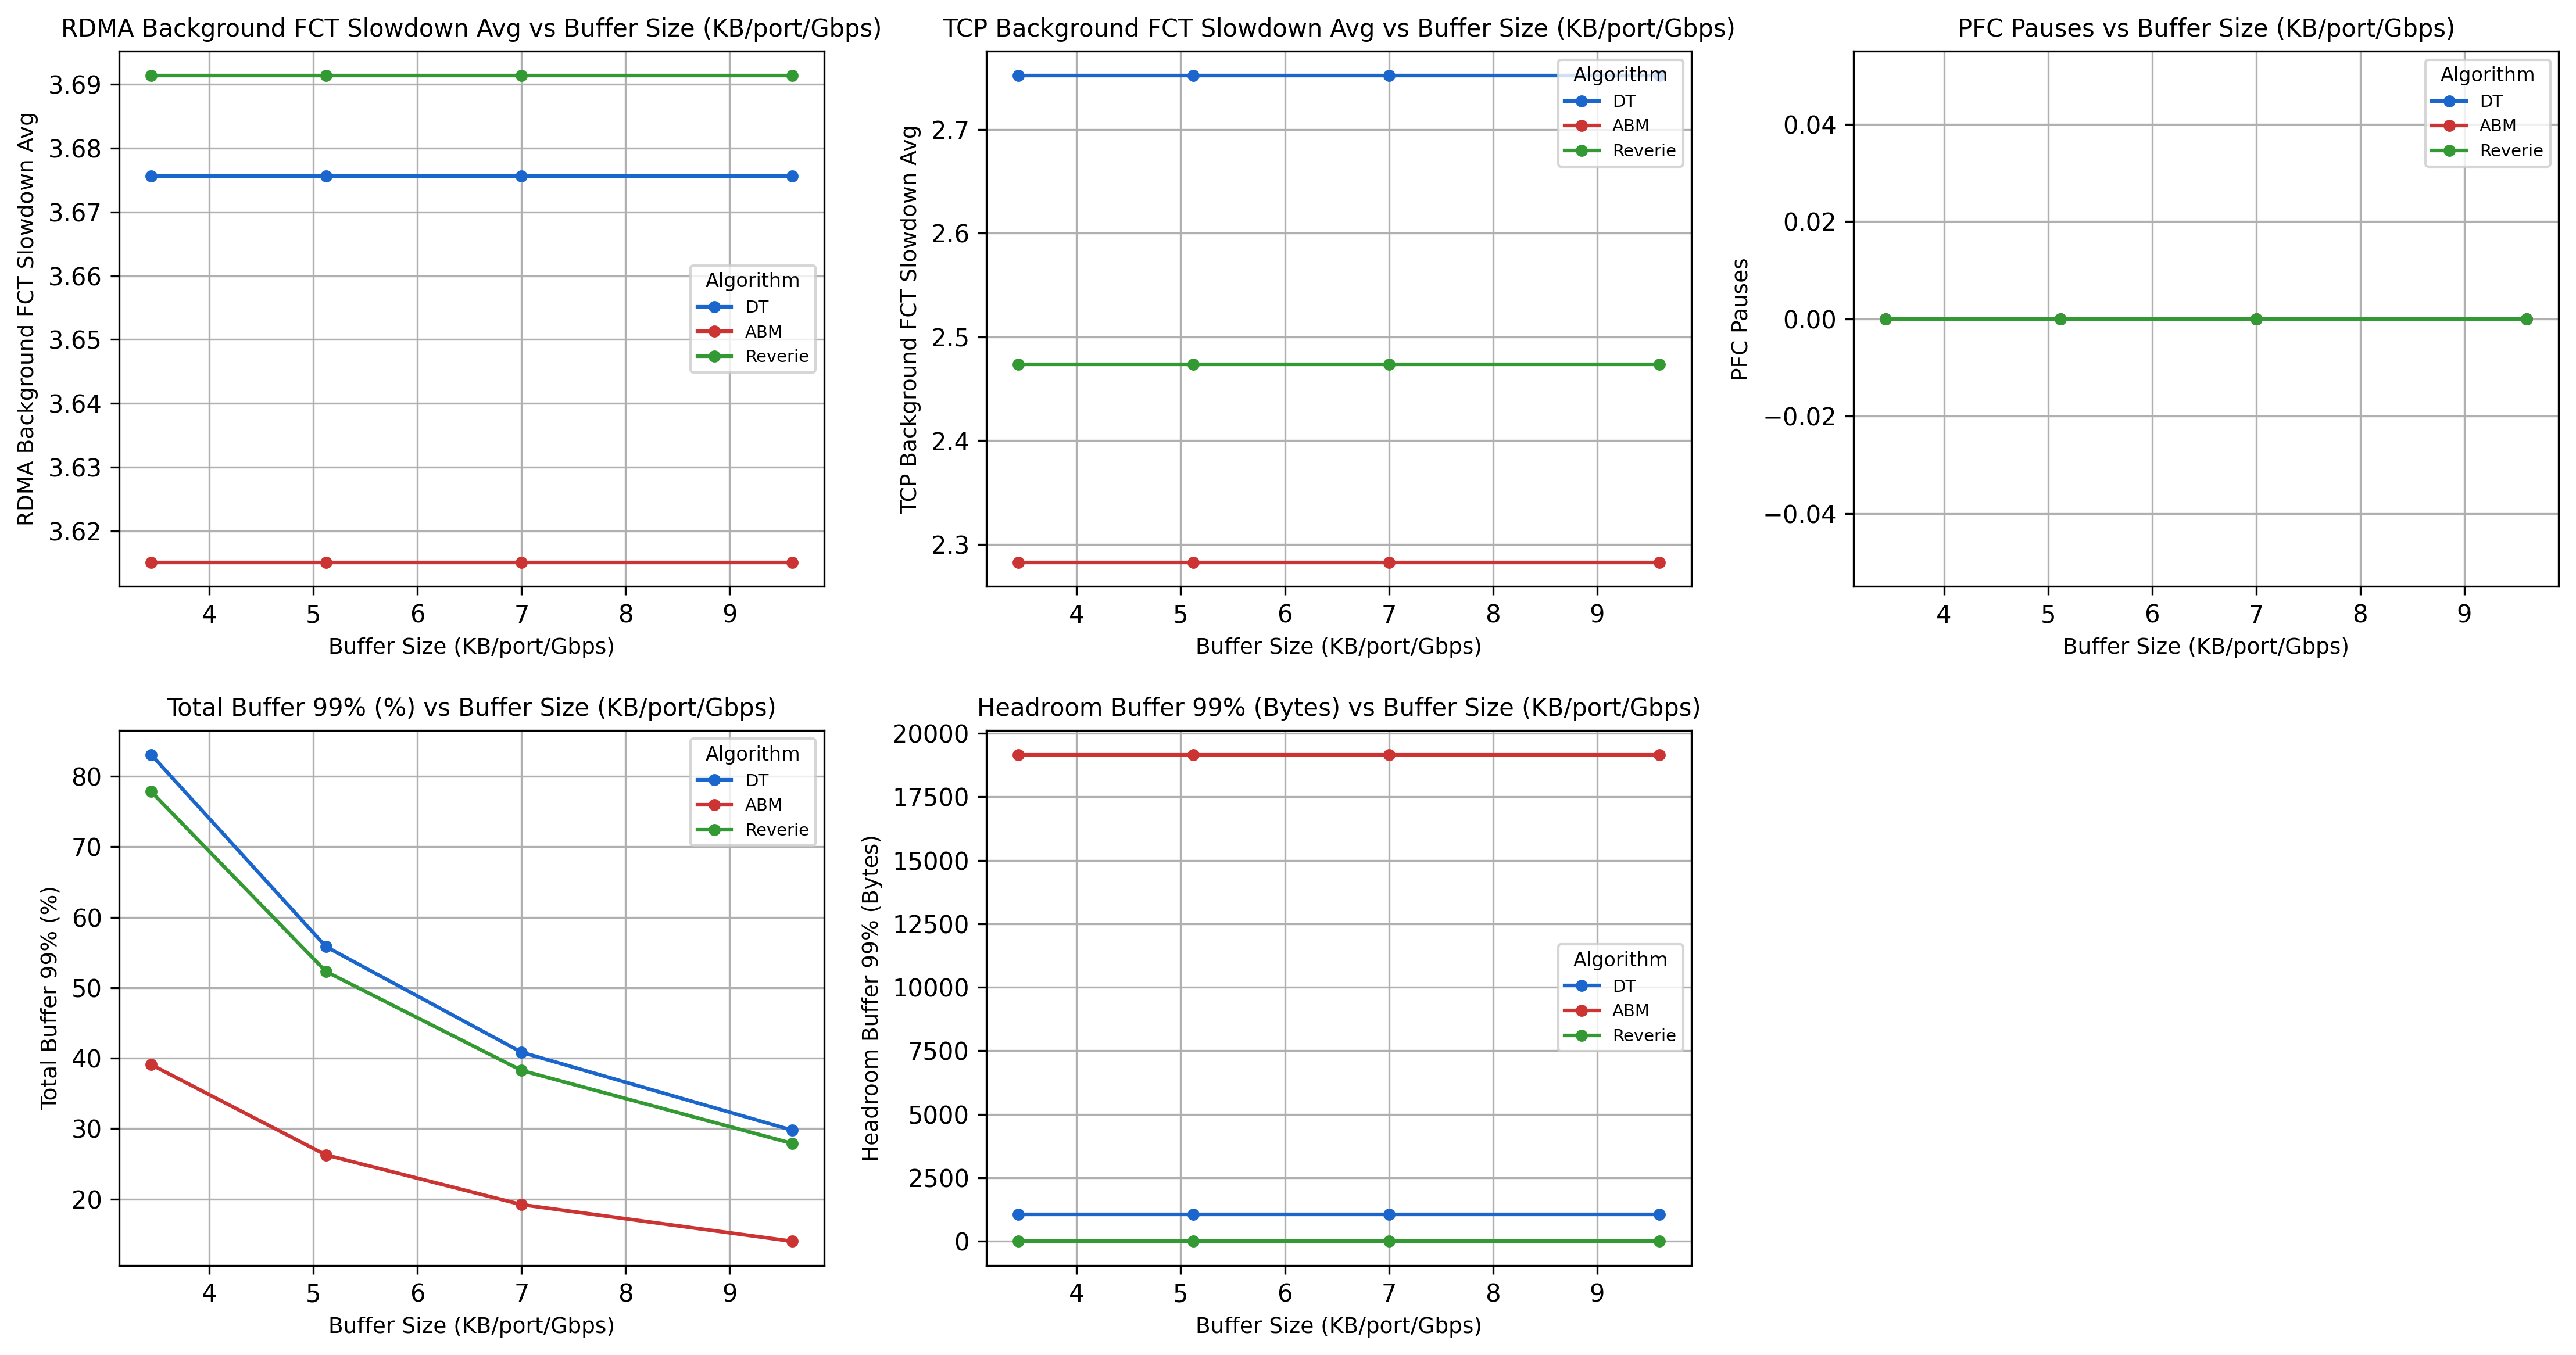 RDMA Background FCT Slowdown Avg vs Buffer Size (KB/port/Gbps)
RDMA Background FCT Slowdown Avg
3.69
3.68
3.67
3.66
3.65
3.64
3.63
3.62
Algorithm
DT
ABM
Reverie
4 5 6 7 8 9
Buffer Size (KB/port/Gbps)
TCP Background FCT Slowdown Avg vs Buffer Size (KB/port/Gbps)
TCP Background FCT Slowdown Avg
2.7
2.6
2.5
2.4
2.3
Algorithm
DT
ABM
Reverie
4 5 6 7 8 9
Buffer Size (KB/port/Gbps)
PFC Pauses vs Buffer Size (KB/port/Gbps)
PFC Pauses
0.04
0.02
0.00
−0.02
−0.04
Algorithm
DT
ABM
Reverie
4 5 6 7 8 9
Buffer Size (KB/port/Gbps)
Total Buffer 99% (%) vs Buffer Size (KB/port/Gbps)
Total Buffer 99% (%)
80
70
60
50
40
30
20
Algorithm
DT
ABM
Reverie
4 5 6 7 8 9
Buffer Size (KB/port/Gbps)
Headroom Buffer 99% (Bytes) vs Buffer Size (KB/port/Gbps)
Headroom Buffer 99% (Bytes)
20000
17500
15000
12500
10000
7500
5000
2500
0
Algorithm
DT
ABM
Reverie
4 5 6 7 8 9
Buffer Size (KB/port/Gbps)